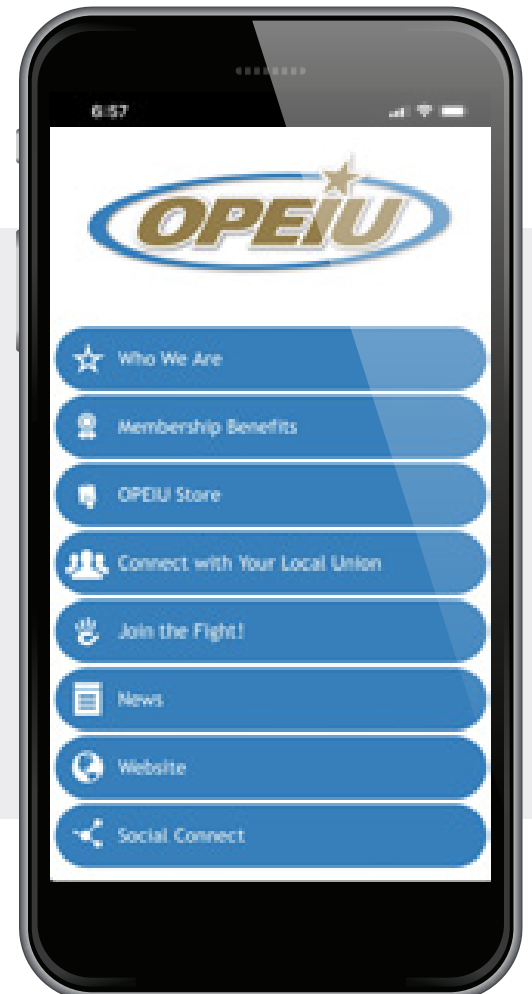 6:57
OPEIU
Who We Are
Membership Benefits
OPEIU Store
Connect with Your Local Union
Join the Fight!
News
Website
Social Connect